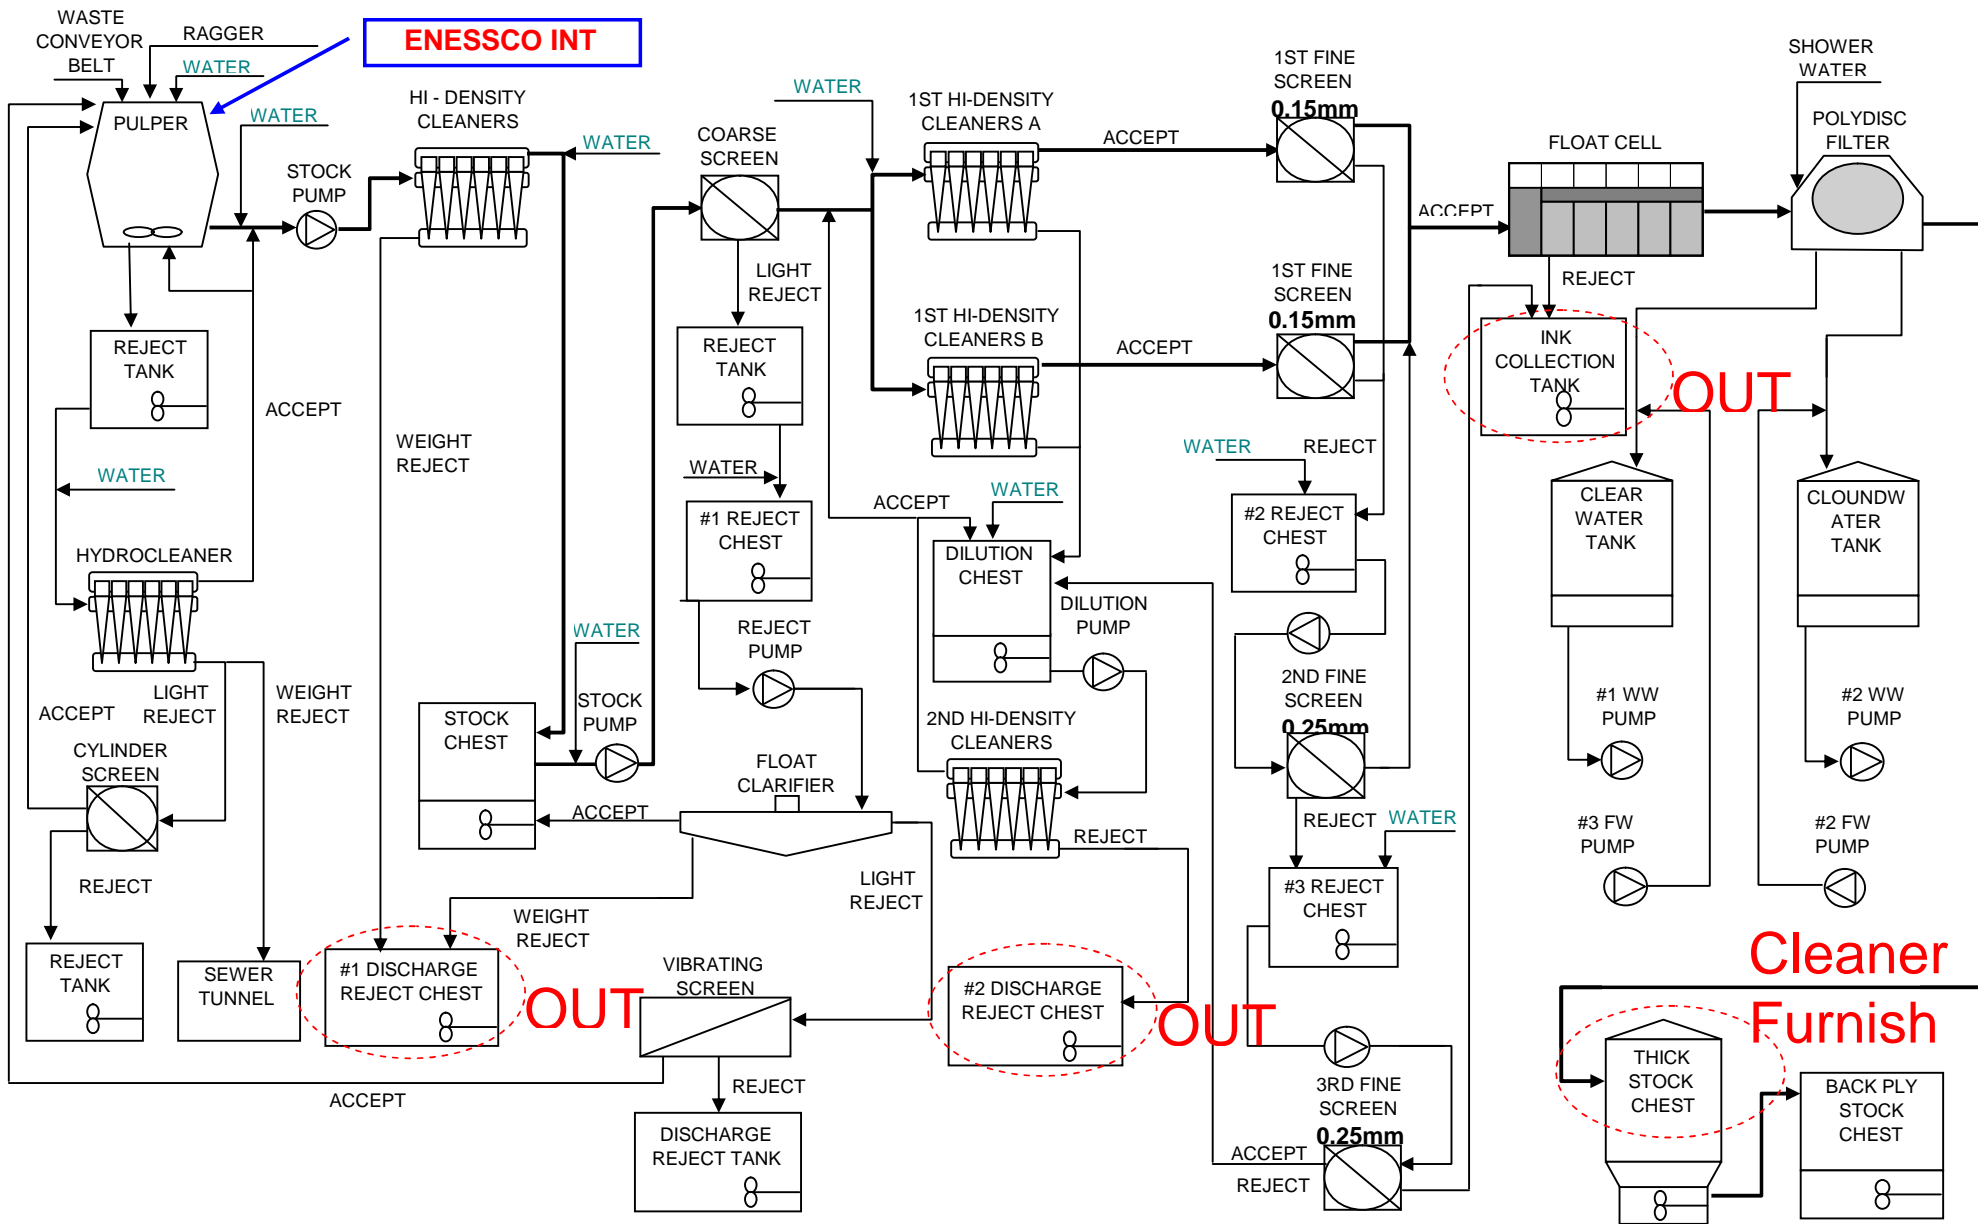 WASTE
CONVEYOR
BELT
RAGGER
WATER
ENESSCO INT
PULPER
WATER
STOCK
PUMP
HI - DENSITY
CLEANERS
WATER
COARSE
SCREEN
WATER
1ST HI-DENSITY
CLEANERS A
ACCEPT
1ST FINE
SCREEN
0.15mm
ACCEPT
FLOAT CELL
SHOWER
WATER
POLYDISC
FILTER
REJECT
TANK
ACCEPT
WATER
HYDROCLEANER
WEIGHT
REJECT
LIGHT
REJECT
REJECT
TANK
WATER
#1 REJECT
CHEST
REJECT
PUMP
1ST HI-DENSITY
CLEANERS B
ACCEPT
1ST FINE
SCREEN
0.15mm
REJECT
INK
COLLECTION
TANK
OUT
ACCEPT
WATER
DILUTION
CHEST
DILUTION
PUMP
WATER
REJECT
#2 REJECT
CHEST
CLEAR
WATER
TANK
CLOUNDW
ATER
TANK
LIGHT
REJECT
WEIGHT
REJECT
ACCEPT
CYLINDER
SCREEN
REJECT
REJECT
TANK
SEWER
TUNNEL
STOCK
CHEST
WATER
STOCK
PUMP
FLOAT
CLARIFIER
ACCEPT
2ND HI-DENSITY
CLEANERS
REJECT
2ND FINE
SCREEN
0.25mm
REJECT
WATER
#1 WW
PUMP
#2 WW
PUMP
#3 FW
PUMP
#2 FW
PUMP
WEIGHT
REJECT
LIGHT
REJECT
#3 REJECT
CHEST
#1 DISCHARGE
REJECT CHEST
OUT
VIBRATING
SCREEN
#2 DISCHARGE
REJECT CHEST
OUT
Cleaner
Furnish
ACCEPT
REJECT
DISCHARGE
REJECT TANK
3RD FINE
SCREEN
0.25mm
ACCEPT
REJECT
THICK
STOCK
CHEST
BACK PLY
STOCK
CHEST